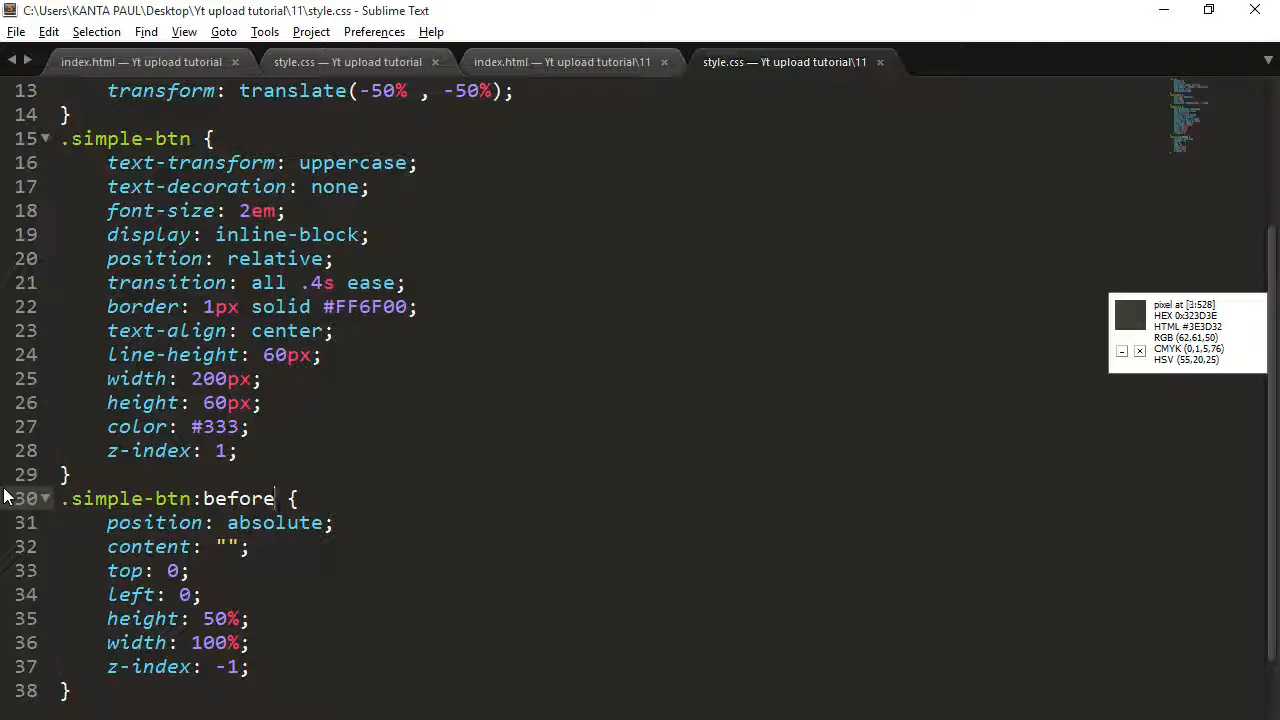 C:\Users\KANTA PAUL\Desktop\Yt upload tutorial\11\style.css - Sublime Text
File Edit Selection Find View Goto Tools Project Preferences Help
index.html — Yt upload tutorial × style.css — Yt upload tutorial × index.html — Yt upload tutorial\11 × style.css — Yt upload tutorial\11 ×
13 transform: translate(-50% , -50%);
14 }
15 .simple-btn {
16 text-transform: uppercase;
17 text-decoration: none;
18 font-size: 2em;
19 display: inline-block;
20 position: relative;
21 transition: all .4s ease;
22 border: 1px solid #FF6F00;
23 text-align: center;
24 line-height: 60px;
25 width: 200px;
26 height: 60px;
27 color: #333;
28 z-index: 1;
29 }
30 .simple-btn:before {
31 position: absolute;
32 content: "";
33 top: 0;
34 left: 0;
35 height: 50%;
36 width: 100%;
37 z-index: -1;
38 }
pixel at [3:528]
HEX 0x323D3E
HTML #3E3D32
RGB (62,61,50)
CMYK (0,1,5,76)
HSV (55,20,25)